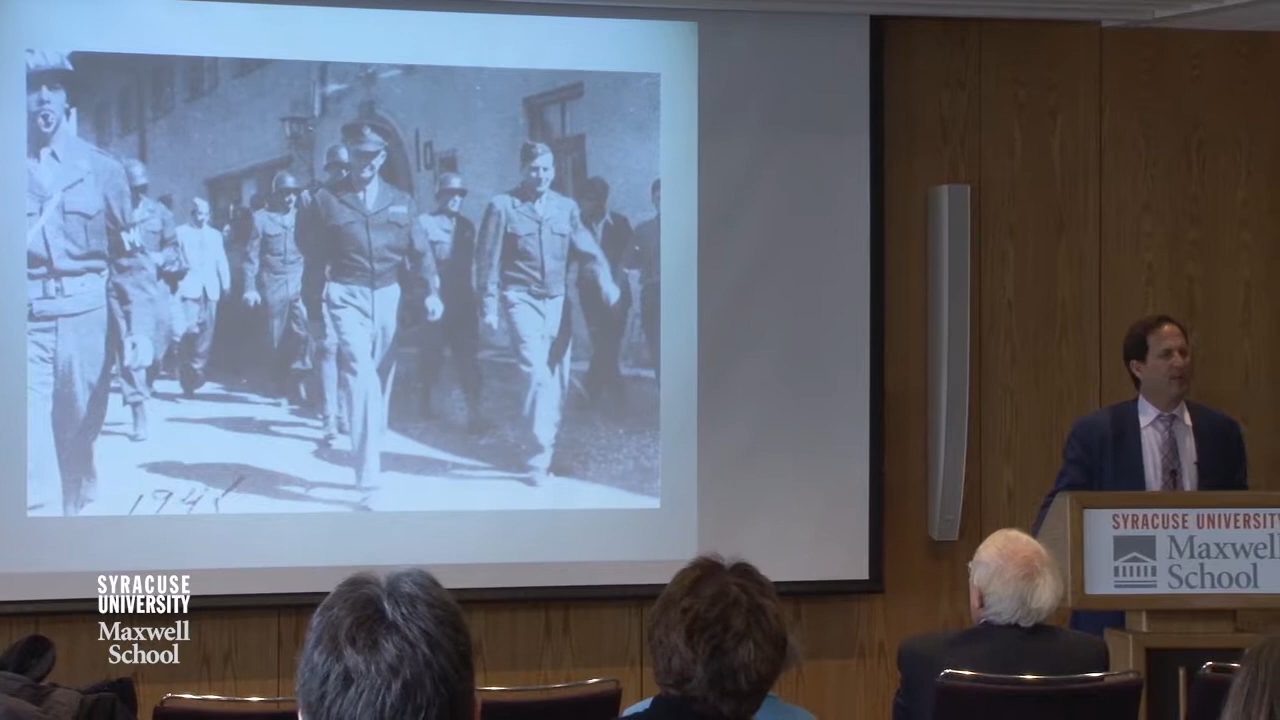 1945
SYRACUSE
UNIVERSITY
Maxwell
School
SYRACUSE UNIVERSITY
Maxwell
School